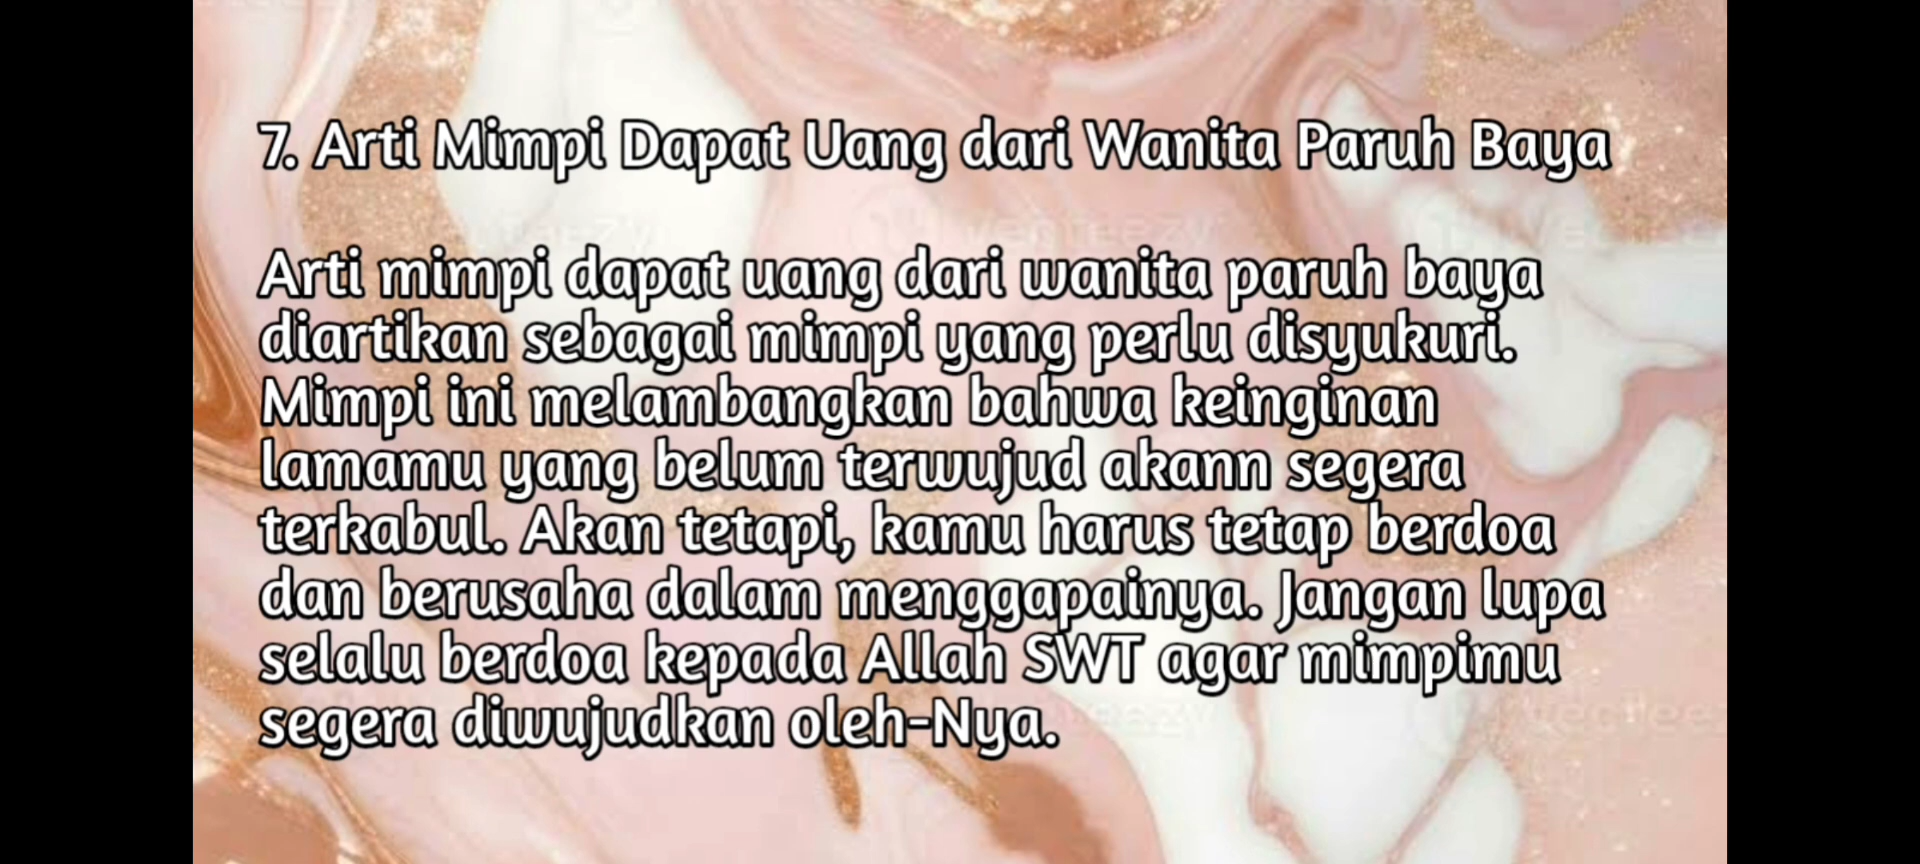 7. Arti Mimpi Dapat Uang dari Wanita Paruh Baya
Arti mimpi dapat uang dari wanita paruh baya
diartikan sebagai mimpi yang perlu disyukuri.
Mimpi ini melambangkan bahwa keinginan
lamamu yang belum terwujud akann segera
terkabul. Akan tetapi, kamu harus tetap berdoa
dan berusaha dalam menggapainya. Jangan lupa
selalu berdoa kepada Allah SWT agar mimpimu
segera diwujudkan oleh-Nya.